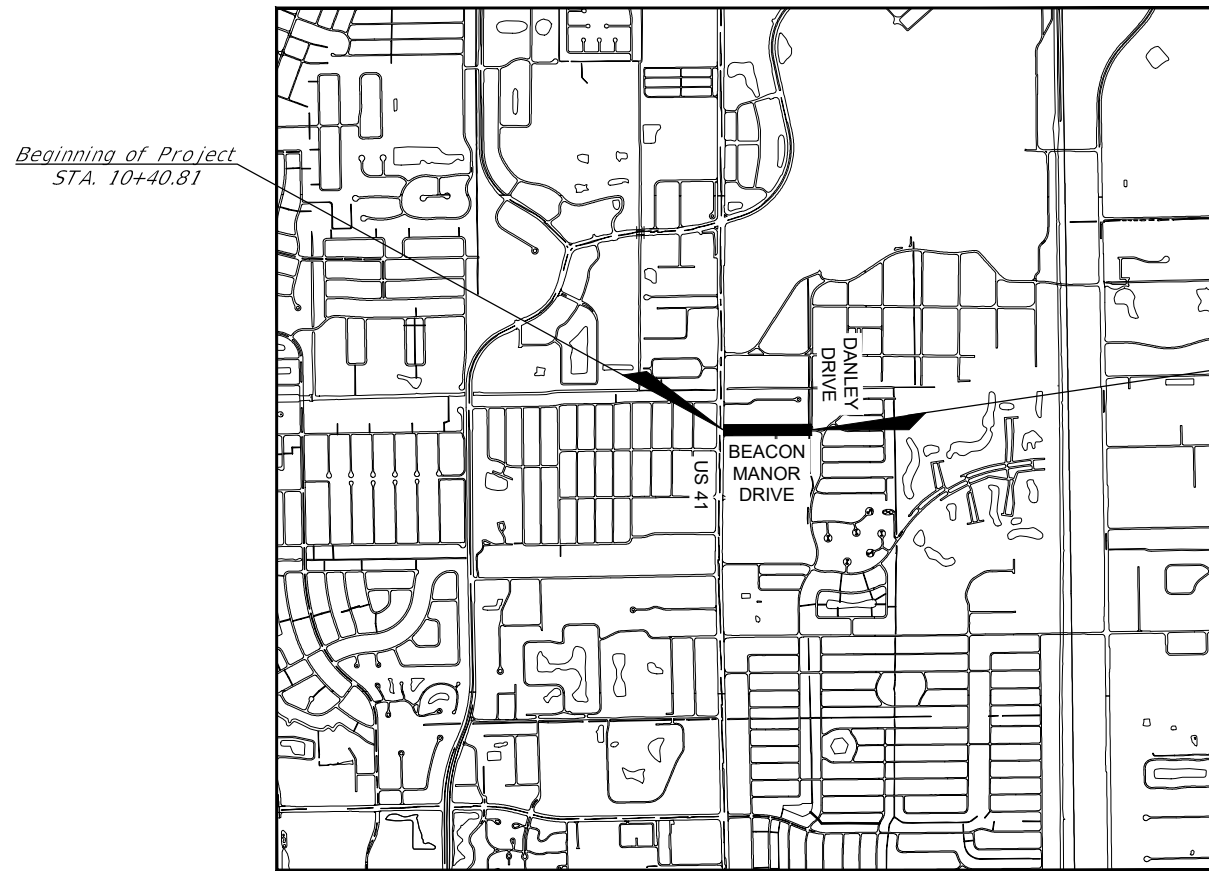 Beginning of Project
STA. 10+40.81
DANLEY
DRIVE
BEACON
MANOR
DRIVE
US 41